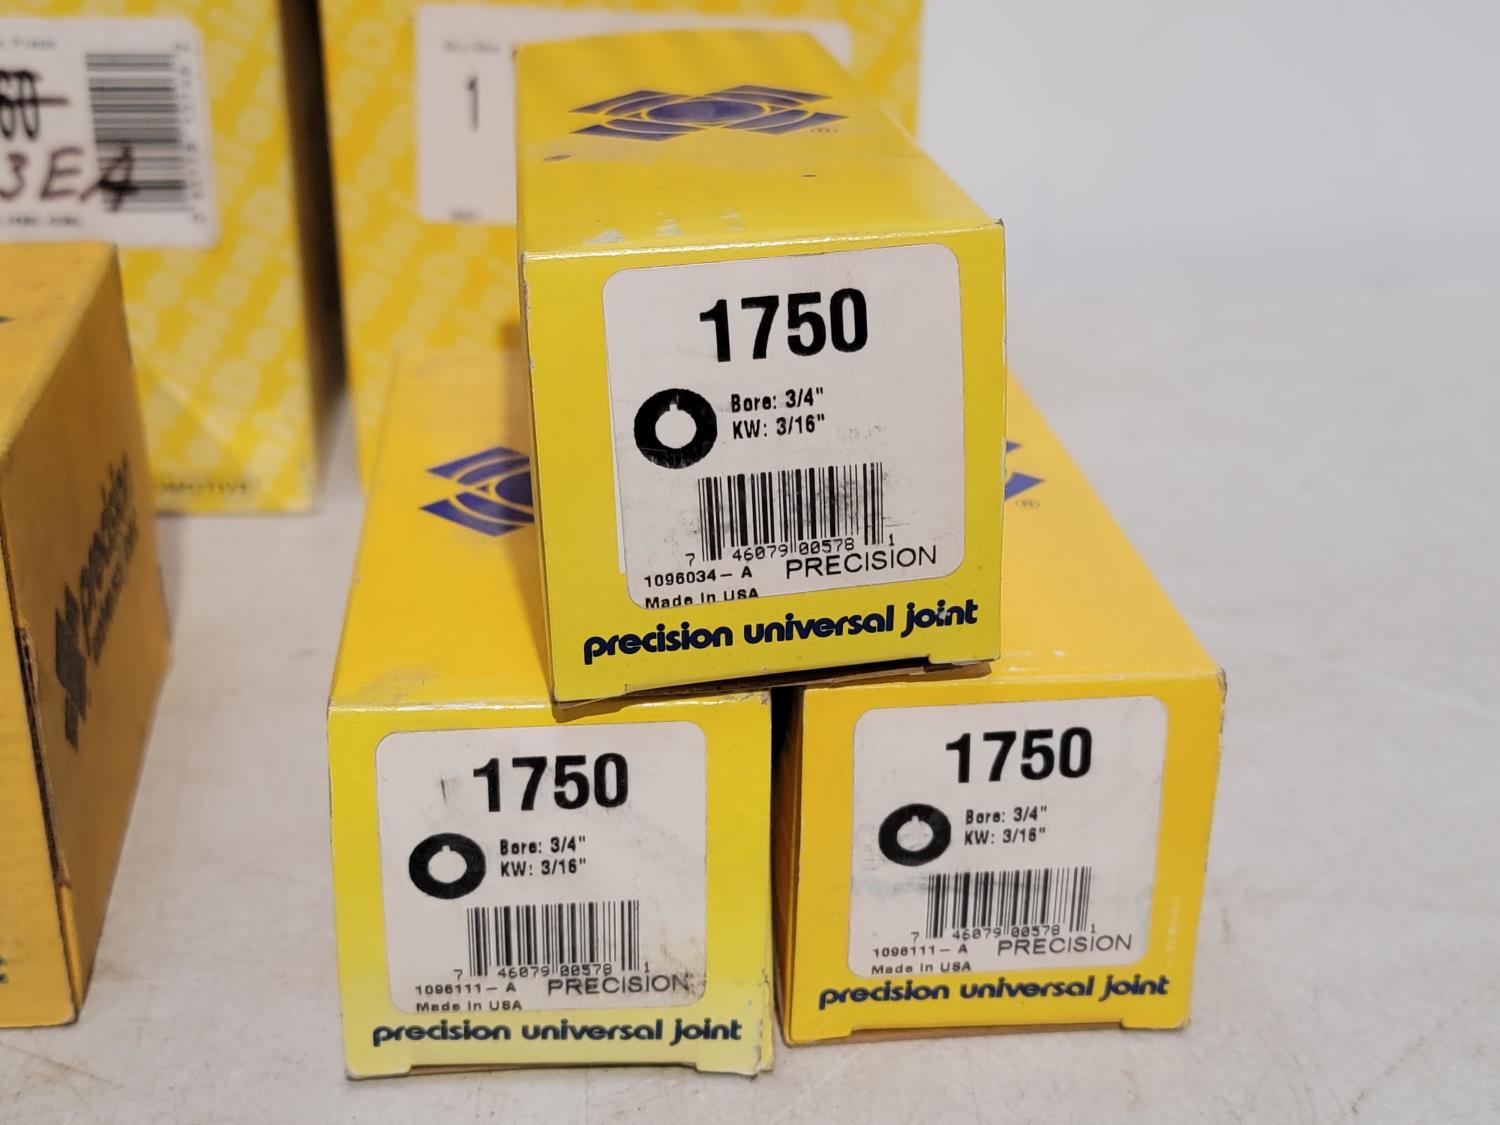 3EA
1
®
1750
Bore: 3/4"
KW: 3/16"
7 46079 00578 1
1096034-A PRECISION
Made in USA
precision universal joint
1750
Bore: 3/4"
KW: 3/16"
7 46079 00578 1
1096111-A PRECISION
Made in USA
precision universal joint
®
1750
Bore: 3/4"
KW: 3/16"
7 46079 00578 1
1096111-A PRECISION
Made in USA
precision universal joint
precision